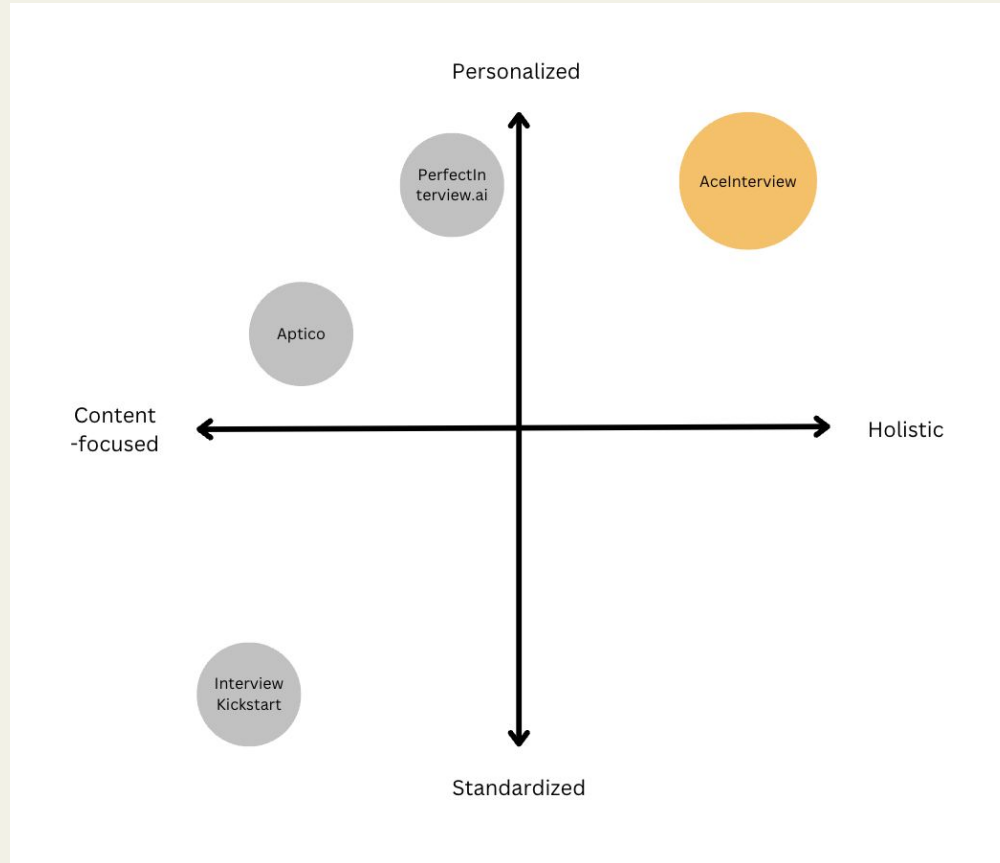 Personalized
PerfectIn
terview.ai
AceInterview
Aptico
Content
-focused
Holistic
Interview
Kickstart
Standardized